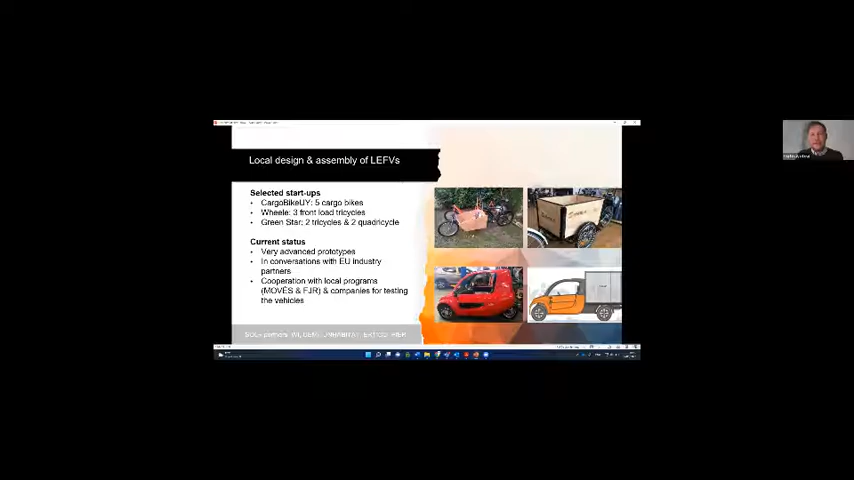 Local design & assembly of LEFVs
Selected start-ups
• CargoBikeUY: 5 cargo bikes
• Wheele: 3 front load tricycles
• Green Star: 2 tricycles & 2 quadricycle
Current status
• Very advanced prototypes
• In conversations with EU industry
partners
• Cooperation with local programs
(MOVÉS & FJR) & companies for testing
the vehicles